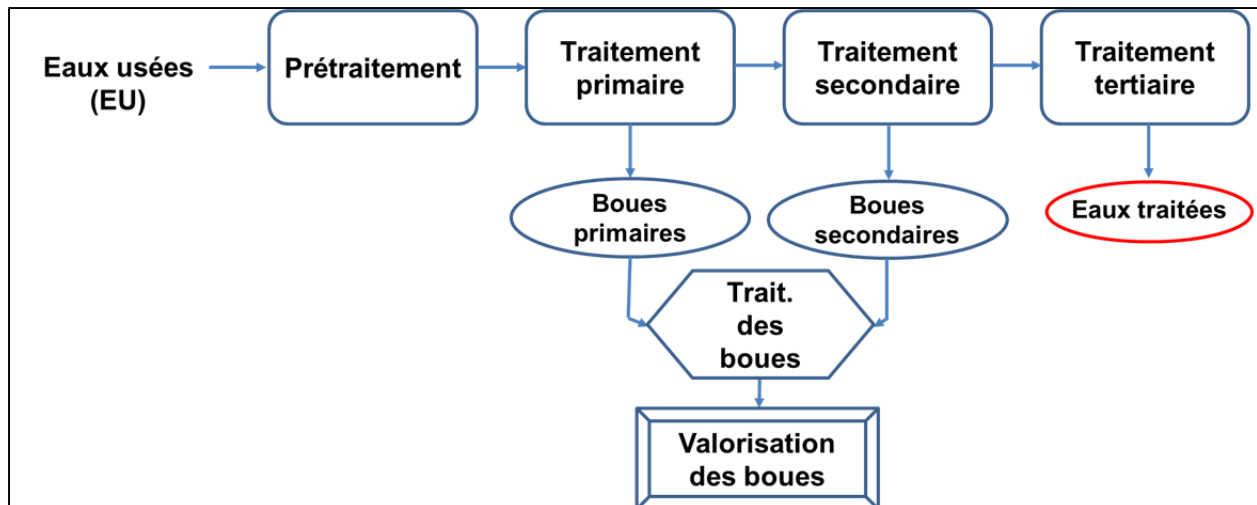 Eaux usées
(EU)
Prétraitement
Traitement
primaire
Traitement
secondaire
Traitement
tertiaire
Boues
primaires
Boues
secondaires
Eaux traitées
Trait.
des
boues
Valorisation
des boues